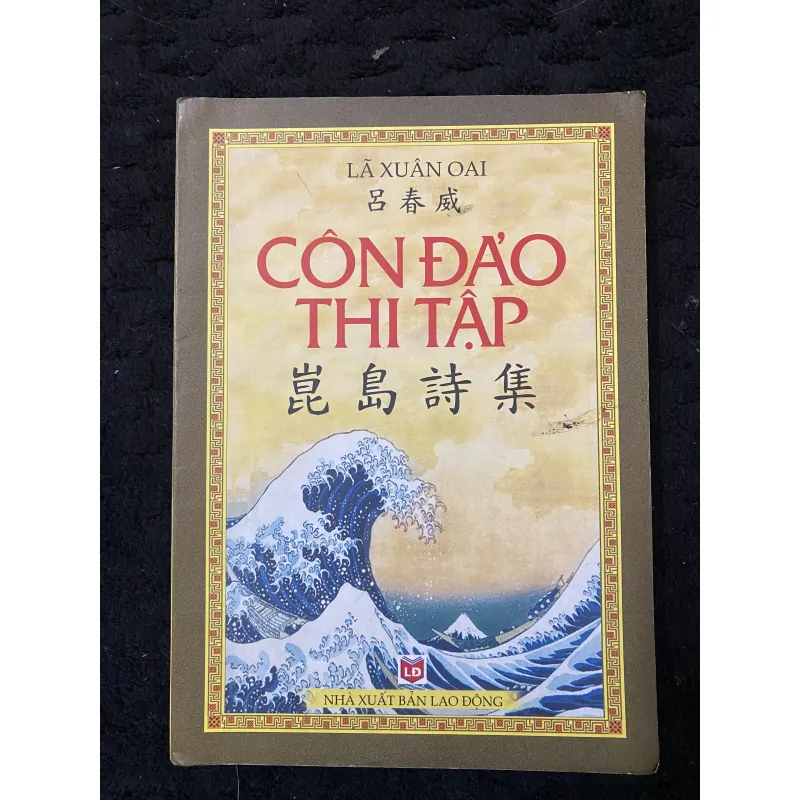 LÃ XUÂN OAI
呂春威
CÔN ĐẢO
THI TẬP
崑島詩集
LĐ
NHÀ XUẤT BẢN LAO ĐỘNG